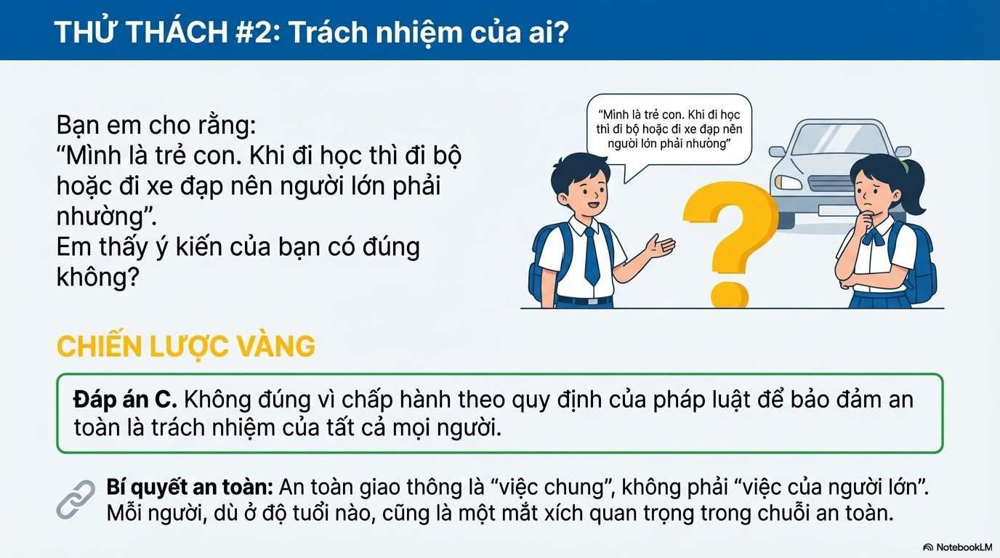 THỬ THÁCH #2: Trách nhiệm của ai?
Bạn em cho rằng:
“Mình là trẻ con. Khi đi học thì đi bộ
hoặc đi xe đạp nên người lớn phải
nhường”.
Em thấy ý kiến của bạn có đúng
không?
“Mình là trẻ con. Khi đi học
thì đi bộ hoặc đi xe đạp nên
người lớn phải nhường”
CHIẾN LƯỢC VÀNG
Đáp án C. Không đúng vì chấp hành theo quy định của pháp luật để bảo đảm an
toàn là trách nhiệm của tất cả mọi người.
Bí quyết an toàn: An toàn giao thông là “việc chung”, không phải “việc của người lớn”.
Mỗi người, dù ở độ tuổi nào, cũng là một mắt xích quan trọng trong chuỗi an toàn.
NotebookLM